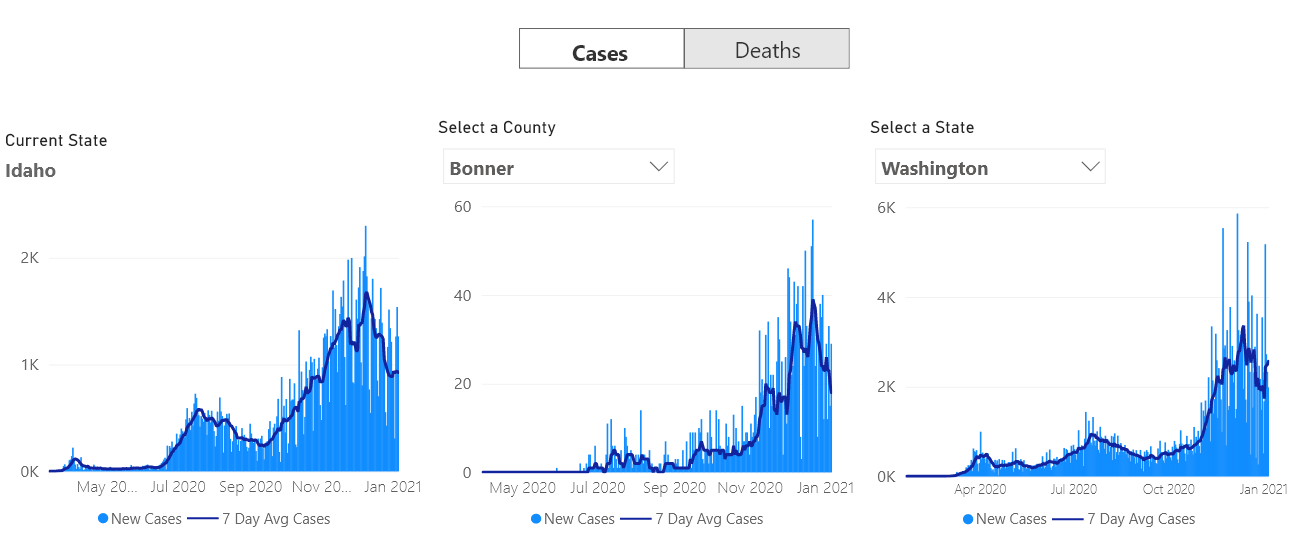 Cases Deaths
Current State
Idaho
2K
1K
0K
May 20... Jul 2020 Sep 2020 Nov 20... Jan 2021
New Cases 7 Day Avg Cases
Select a County
Bonner
60
40
20
0
May 2020 Jul 2020 Sep 2020 Nov 2020 Jan 2021
New Cases 7 Day Avg Cases
Select a State
Washington
6K
4K
2K
0K
Apr 2020 Jul 2020 Oct 2020 Jan 2021
New Cases 7 Day Avg Cases